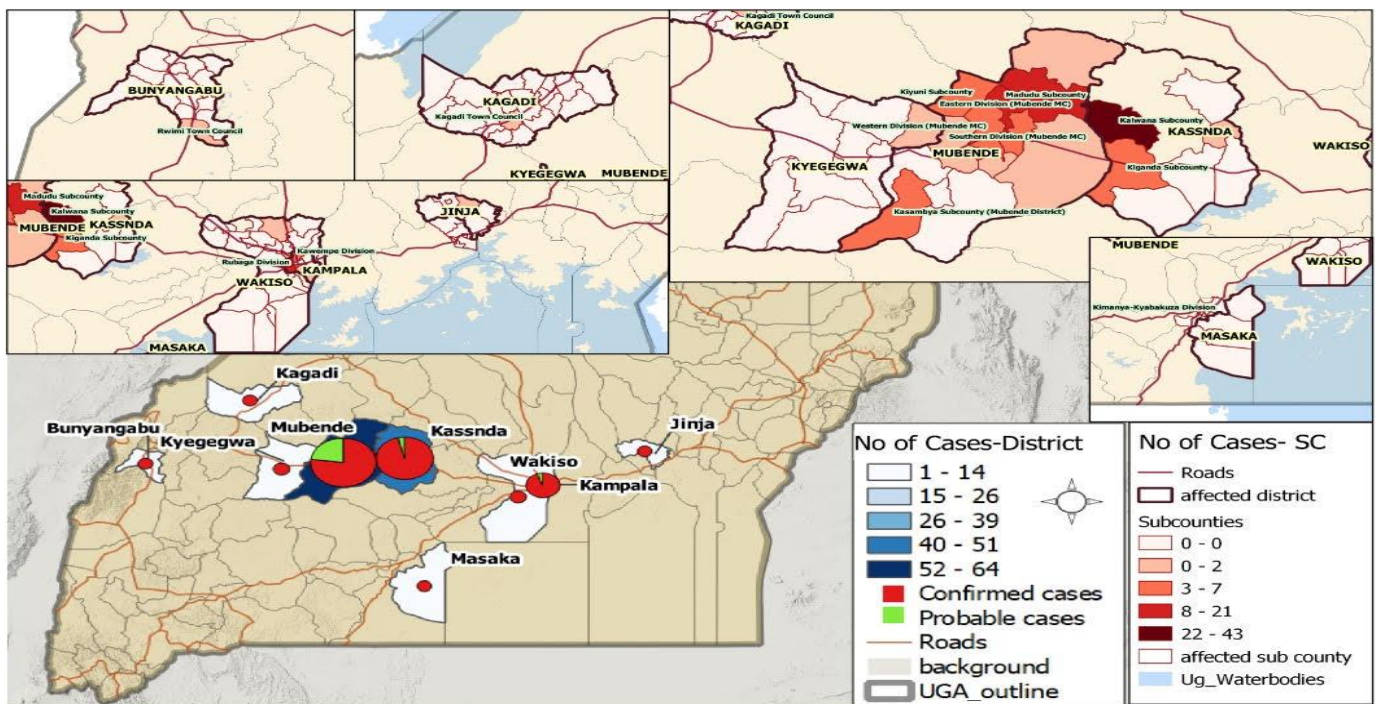 BUNYANGABU
Rwimi Town Council
KAGADI
Kagadi Town Council
KYEGEGWA
MUBENDE
Kagadi Town Council
KAGADI
Kiyuni Subcounty
Madudu Subcounty
Eastern Division (Mubende MC)
Kalwana Subcounty
Western Division (Mubende MC)
Southern Division (Mubende MC)
KASSNDA
MUBENDE
WAKISO
KYEGEGWA
Kiganda Subcounty
Kasambya Subcounty (Mubende District)
Madudu Subcounty
Kalwana Subcounty
MUBENDE
KASSNDA
Kiganda Subcounty
JINJA
Kawempe Division
Rubaga Division
KAMPALA
WAKISO
MASAKA
MUBENDE
WAKISO
Kimanya-Kyabakuza Division
MASAKA
Kagadi
Bunyangabu
Kyegegwa
Mubende
Kassnda
Jinja
Wakiso
Kampala
Masaka
No of Cases-District
1 - 14
15 - 26
26 - 39
40 - 51
52 - 64
Confirmed cases
Probable cases
Roads
background
UGA_outline
No of Cases- SC
Roads
affected district
Subcounties
0 - 0
0 - 2
3 - 7
8 - 21
22 - 43
affected sub county
Ug_Waterbodies